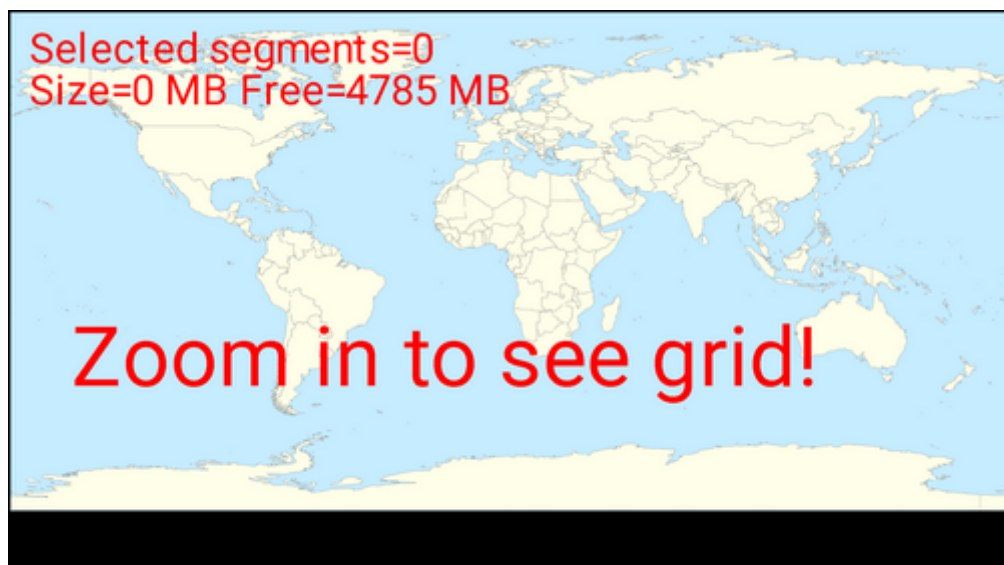 Selected segments=0
Size=0 MB Free=4785 MB
Zoom in to see grid!